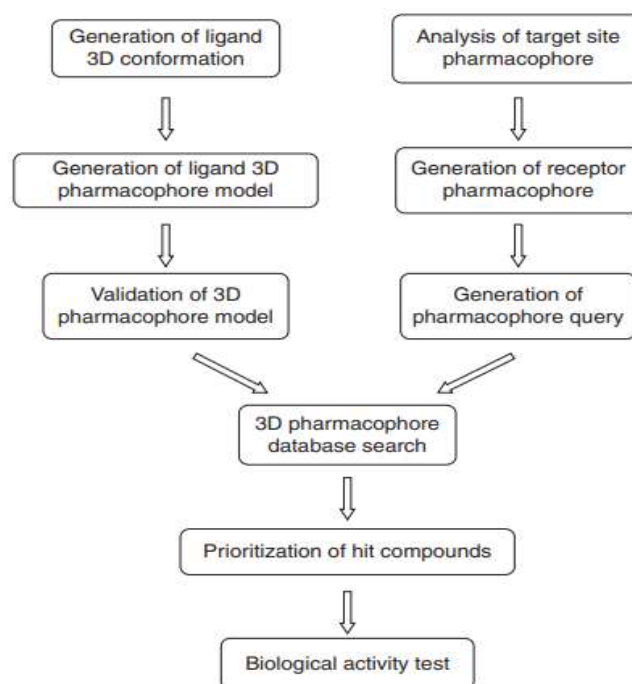 Generation of ligand
3D conformation
Analysis of target site
pharmacophore
Generation of ligand 3D
pharmacophore model
Generation of receptor
pharmacophore
Validation of 3D
pharmacophore model
Generation of
pharmacophore query
3D pharmacophore
database search
Prioritization of hit compounds
Biological activity test